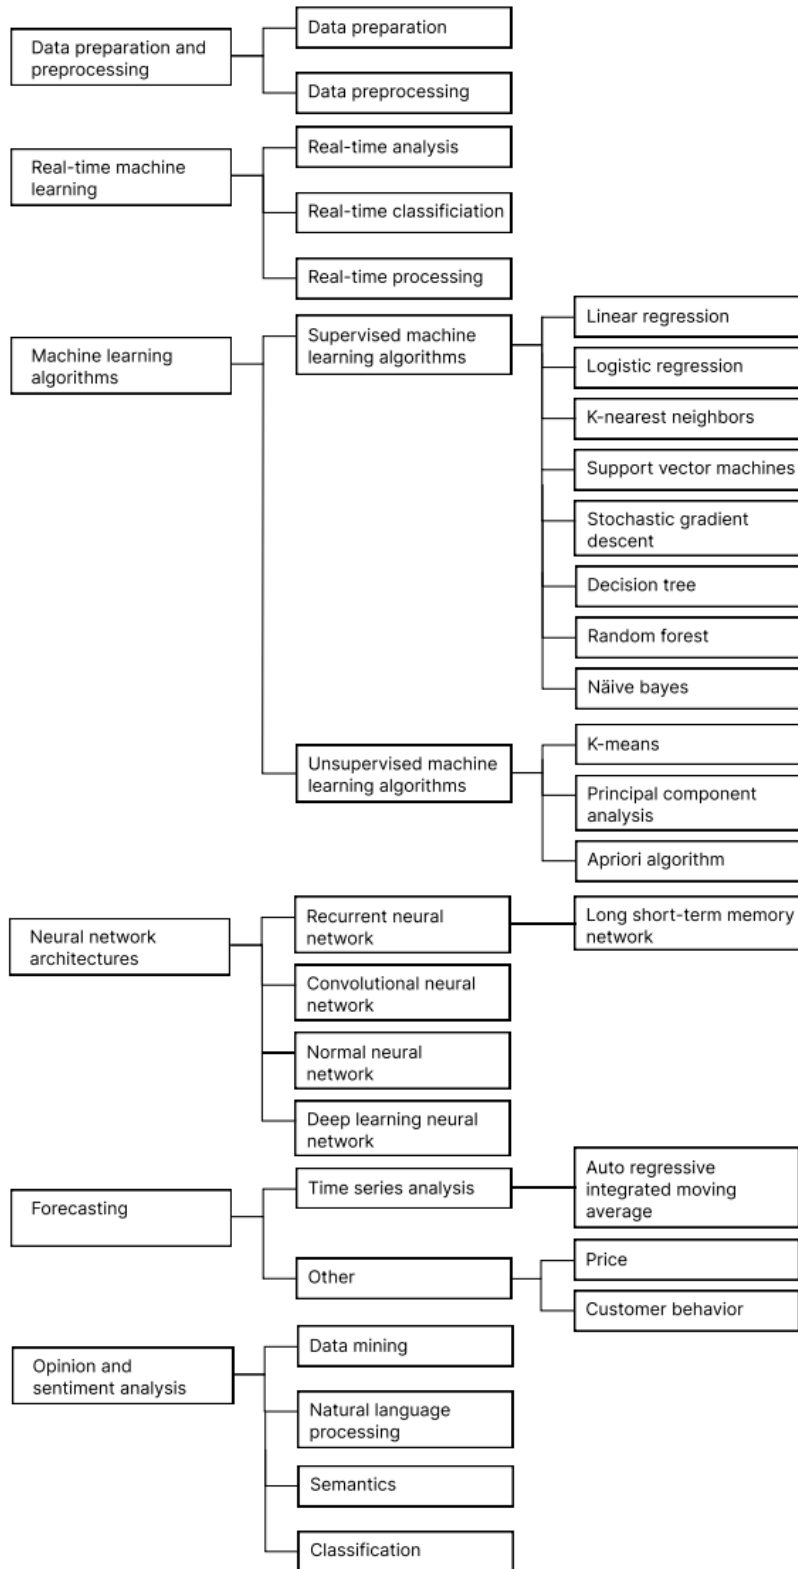 Data preparation and
preprocessing
Data preparation
Data preprocessing
Real-time machine
learning
Real-time analysis
Real-time classificiation
Real-time processing
Machine learning
algorithms
Supervised machine
learning algorithms
Linear regression
Logistic regression
K-nearest neighbors
Support vector machines
Stochastic gradient
descent
Decision tree
Random forest
Näive bayes
Unsupervised machine
learning algorithms
K-means
Principal component
analysis
Apriori algorithm
Neural network
architectures
Recurrent neural
network
Long short-term memory
network
Convolutional neural
network
Normal neural
network
Deep learning neural
network
Forecasting
Time series analysis
Auto regressive
integrated moving
average
Other
Price
Customer behavior
Opinion and
sentiment analysis
Data mining
Natural language
processing
Semantics
Classification